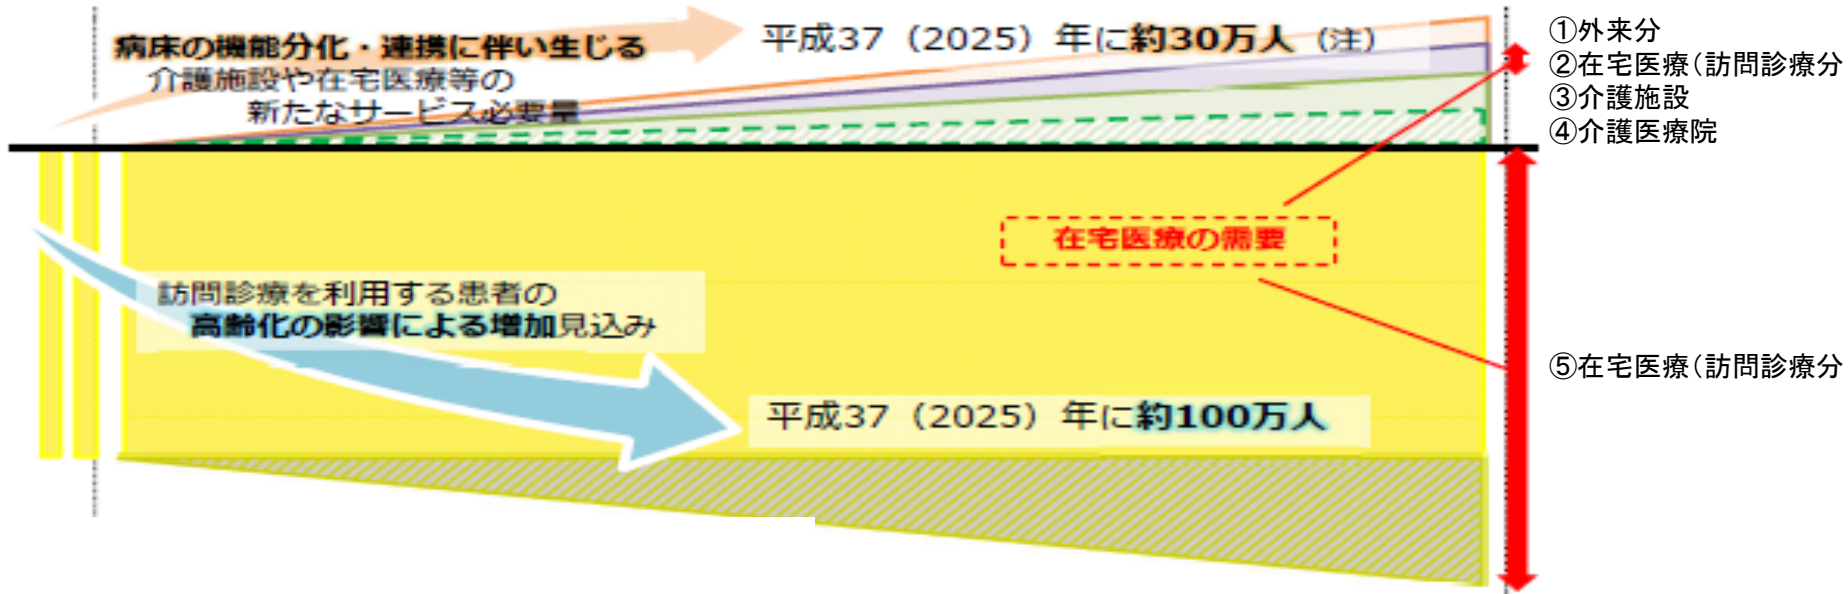 病床の機能分化・連携に伴い生じる
介護施設や在宅医療等の
新たなサービス必要量
平成37（2025）年に約30万人（注）
①外来分
②在宅医療（訪問診療分
③介護施設
④介護医療院
在宅医療の需要
訪問診療を利用する患者の
高齢化の影響による増加見込み
平成37（2025）年に約100万人
⑤在宅医療（訪問診療分